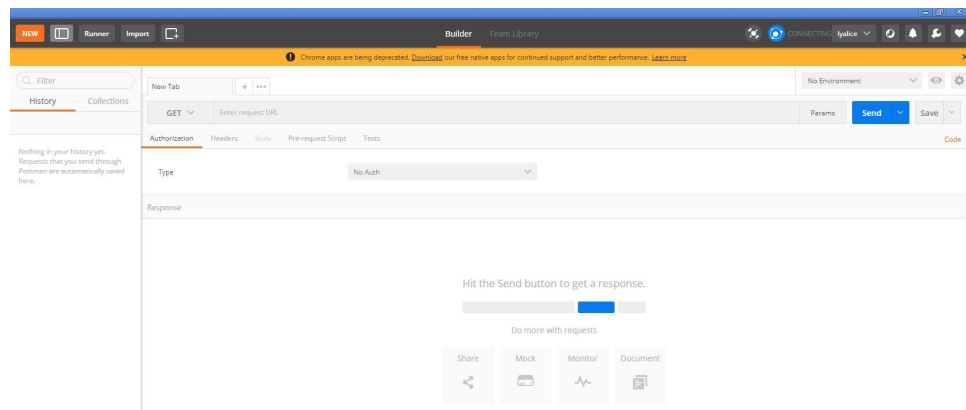 NEW Runner Import Builder Team Library CONNECTING lyalice
Chrome apps are being deprecated. Download our free native apps for continued support and better performance. Learn more
Filter
History Collections
Nothing in your history yet.
Requests that you send through
Postman are automatically saved
here.
New Tab No Environment
GET Enter request URL Params Send Save
Authorization Headers Body Pre-request Script Tests Code
Type No Auth
Response
Hit the Send button to get a response.
Do more with requests
Share Mock Monitor Document